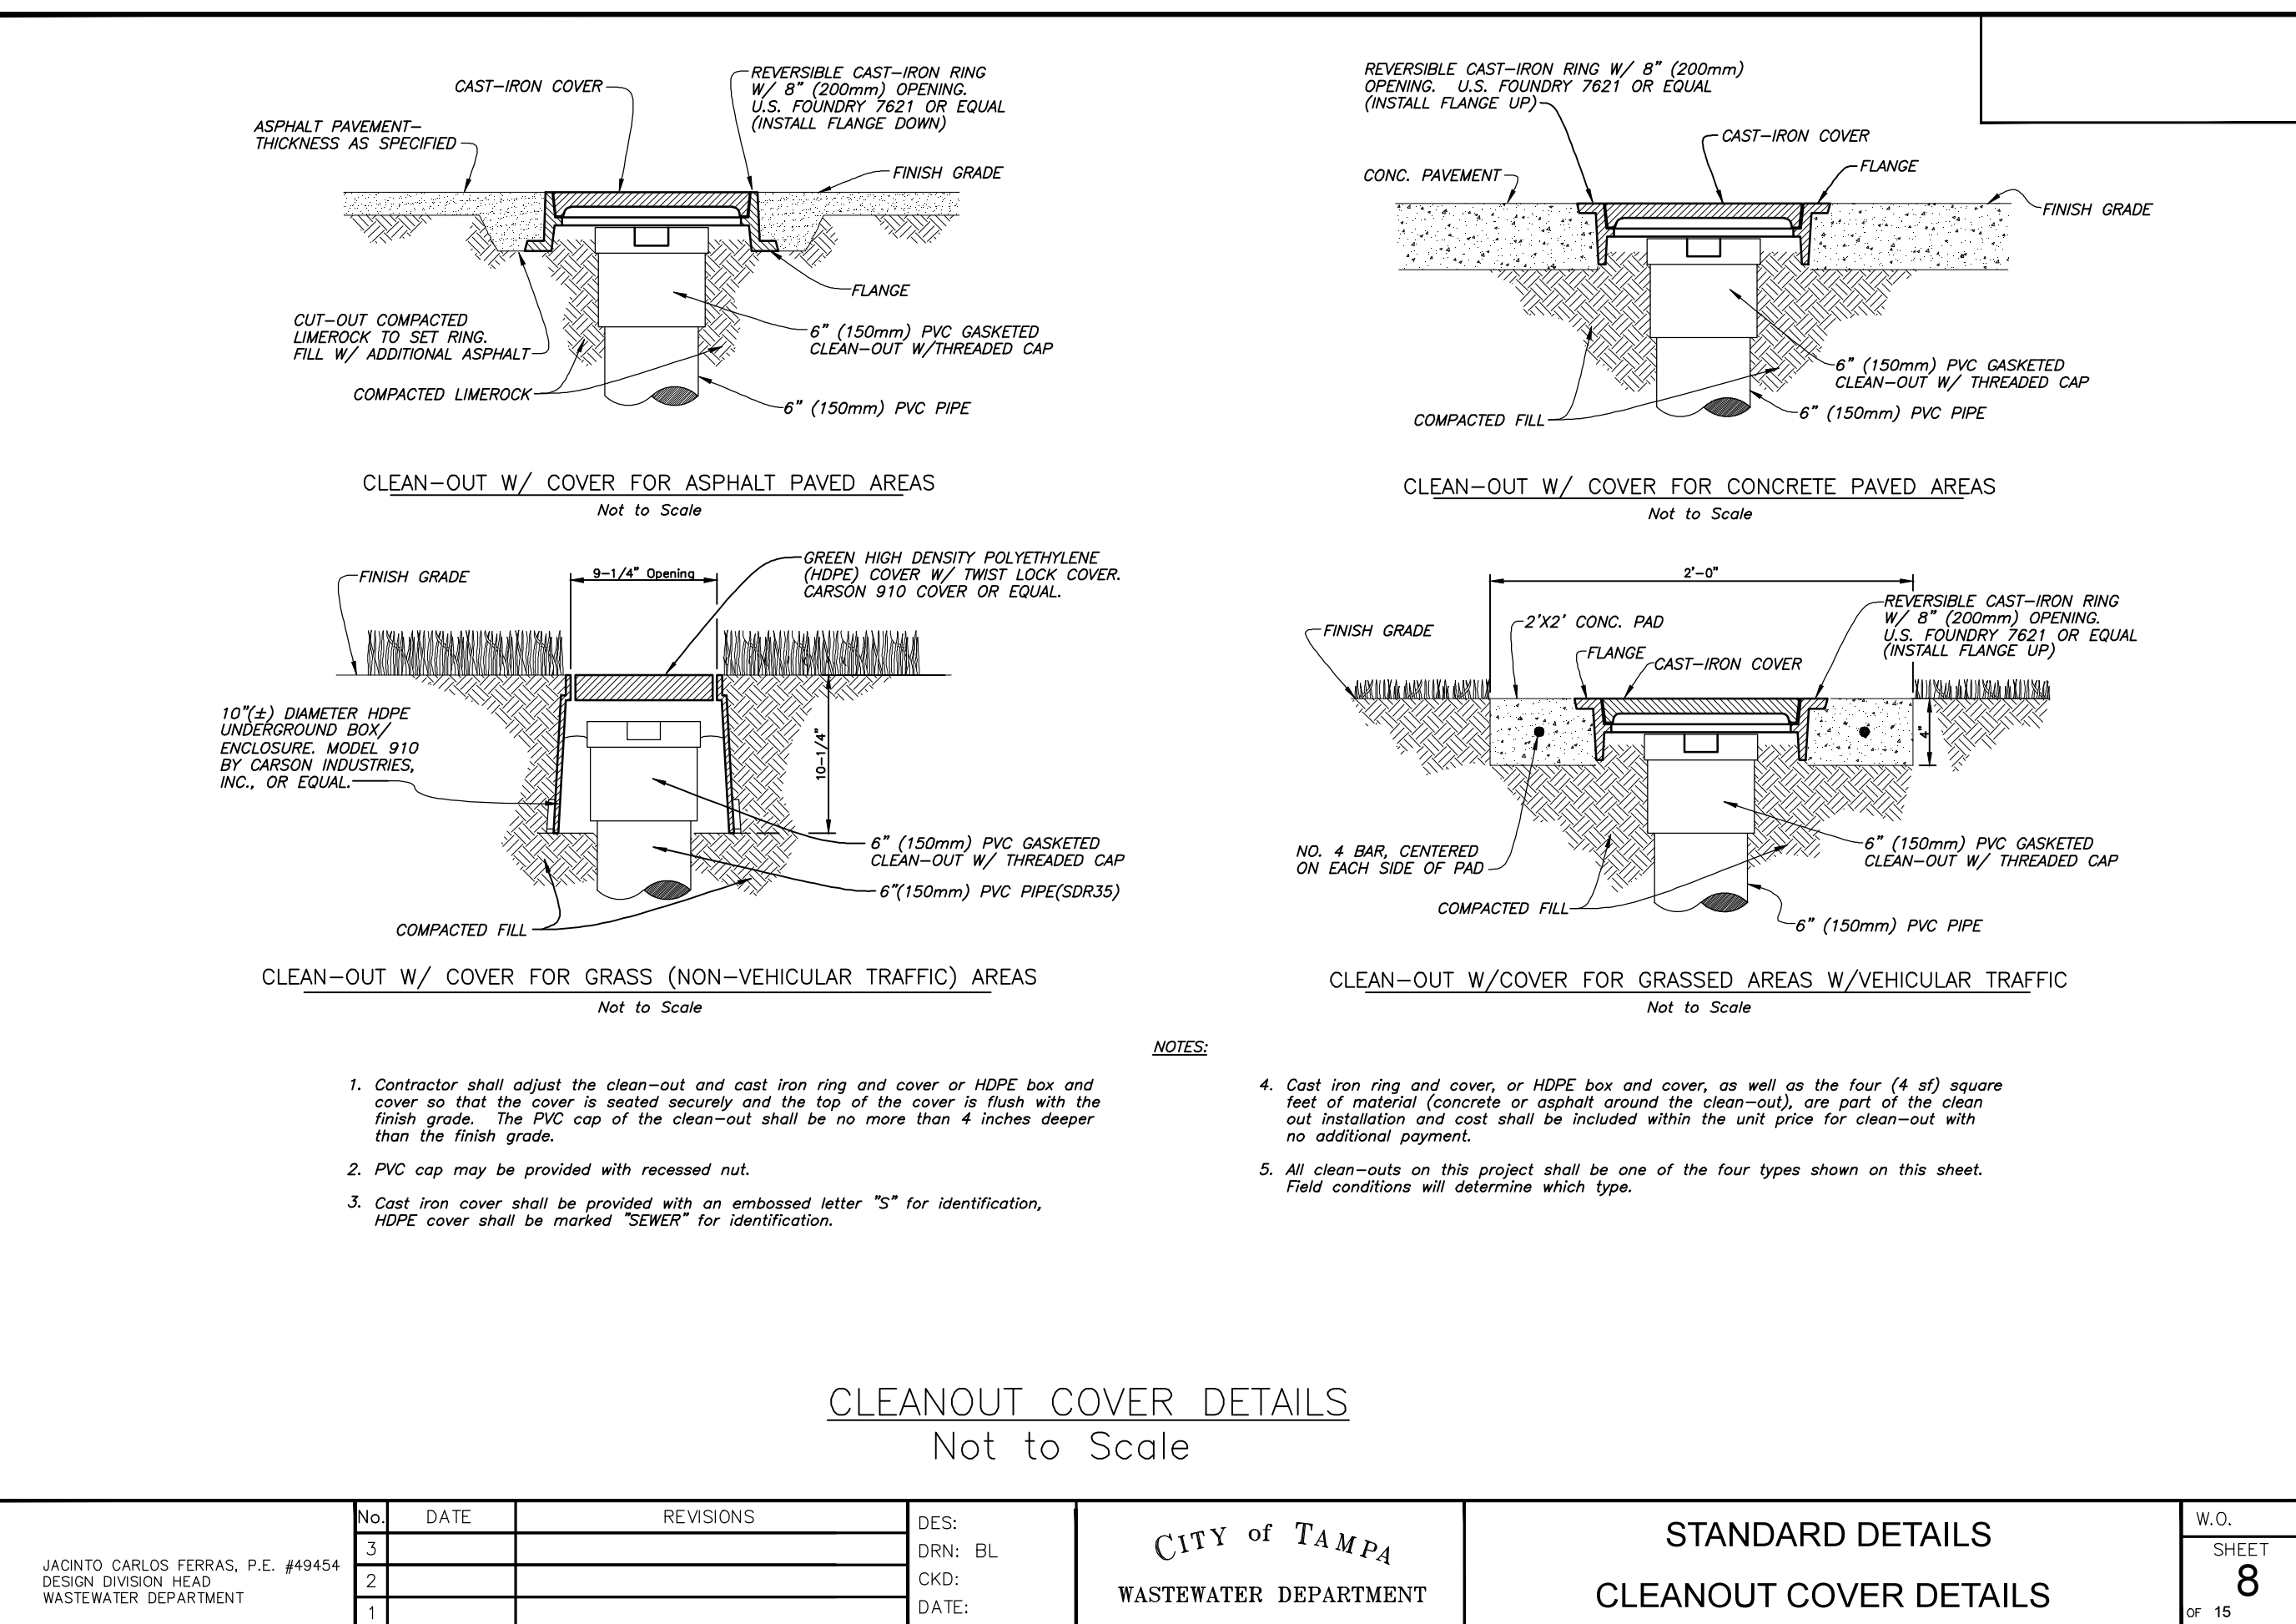 CAST-IRON COVER
REVERSIBLE CAST-IRON RING
W/ 8" (200mm) OPENING.
U.S. FOUNDRY 7621 OR EQUAL
(INSTALL FLANGE DOWN)
ASPHALT PAVEMENT-
THICKNESS AS SPECIFIED
FINISH GRADE
FLANGE
CUT-OUT COMPACTED
LIMEROCK TO SET RING.
FILL W/ ADDITIONAL ASPHALT
6" (150mm) PVC GASKETED
CLEAN-OUT W/THREADED CAP
COMPACTED LIMEROCK
6" (150mm) PVC PIPE
CLEAN-OUT W/ COVER FOR ASPHALT PAVED AREAS
Not to Scale
REVERSIBLE CAST-IRON RING W/ 8" (200mm)
OPENING. U.S. FOUNDRY 7621 OR EQUAL
(INSTALL FLANGE UP)
CAST-IRON COVER
FLANGE
CONC. PAVEMENT
FINISH GRADE
6" (150mm) PVC GASKETED
CLEAN-OUT W/ THREADED CAP
6" (150mm) PVC PIPE
COMPACTED FILL
CLEAN-OUT W/ COVER FOR CONCRETE PAVED AREAS
Not to Scale
FINISH GRADE
9-1/4" Opening
GREEN HIGH DENSITY POLYETHYLENE
(HDPE) COVER W/ TWIST LOCK COVER.
CARSON 910 COVER OR EQUAL.
10"(±) DIAMETER HDPE
UNDERGROUND BOX/
ENCLOSURE. MODEL 910
BY CARSON INDUSTRIES,
INC., OR EQUAL.
10-1/4"
6" (150mm) PVC GASKETED
CLEAN-OUT W/ THREADED CAP
6"(150mm) PVC PIPE(SDR35)
COMPACTED FILL
CLEAN-OUT W/ COVER FOR GRASS (NON-VEHICULAR TRAFFIC) AREAS
Not to Scale
2'-0"
FINISH GRADE
2'X2' CONC. PAD
FLANGE
CAST-IRON COVER
REVERSIBLE CAST-IRON RING
W/ 8" (200mm) OPENING.
U.S. FOUNDRY 7621 OR EQUAL
(INSTALL FLANGE UP)
4"
NO. 4 BAR, CENTERED
ON EACH SIDE OF PAD
6" (150mm) PVC GASKETED
CLEAN-OUT W/ THREADED CAP
COMPACTED FILL
6" (150mm) PVC PIPE
CLEAN-OUT W/COVER FOR GRASSED AREAS W/VEHICULAR TRAFFIC
Not to Scale
NOTES:
1. Contractor shall adjust the clean-out and cast iron ring and cover or HDPE box and
cover so that the cover is seated securely and the top of the cover is flush with the
finish grade. The PVC cap of the clean-out shall be no more than 4 inches deeper
than the finish grade.
2. PVC cap may be provided with recessed nut.
3. Cast iron cover shall be provided with an embossed letter "S" for identification,
HDPE cover shall be marked "SEWER" for identification.
4. Cast iron ring and cover, or HDPE box and cover, as well as the four (4 sf) square
feet of material (concrete or asphalt around the clean-out), are part of the clean
out installation and cost shall be included within the unit price for clean-out with
no additional payment.
5. All clean-outs on this project shall be one of the four types shown on this sheet.
Field conditions will determine which type.
CLEANOUT COVER DETAILS
Not to Scale
JACINTO CARLOS FERRAS, P.E. #49454
DESIGN DIVISION HEAD
WASTEWATER DEPARTMENT
No. DATE REVISIONS
3
2
1
DES:
DRN: BL
CKD:
DATE:
CITY of TAMPA
WASTEWATER DEPARTMENT
STANDARD DETAILS
CLEANOUT COVER DETAILS
W.O.
SHEET
8
OF 15